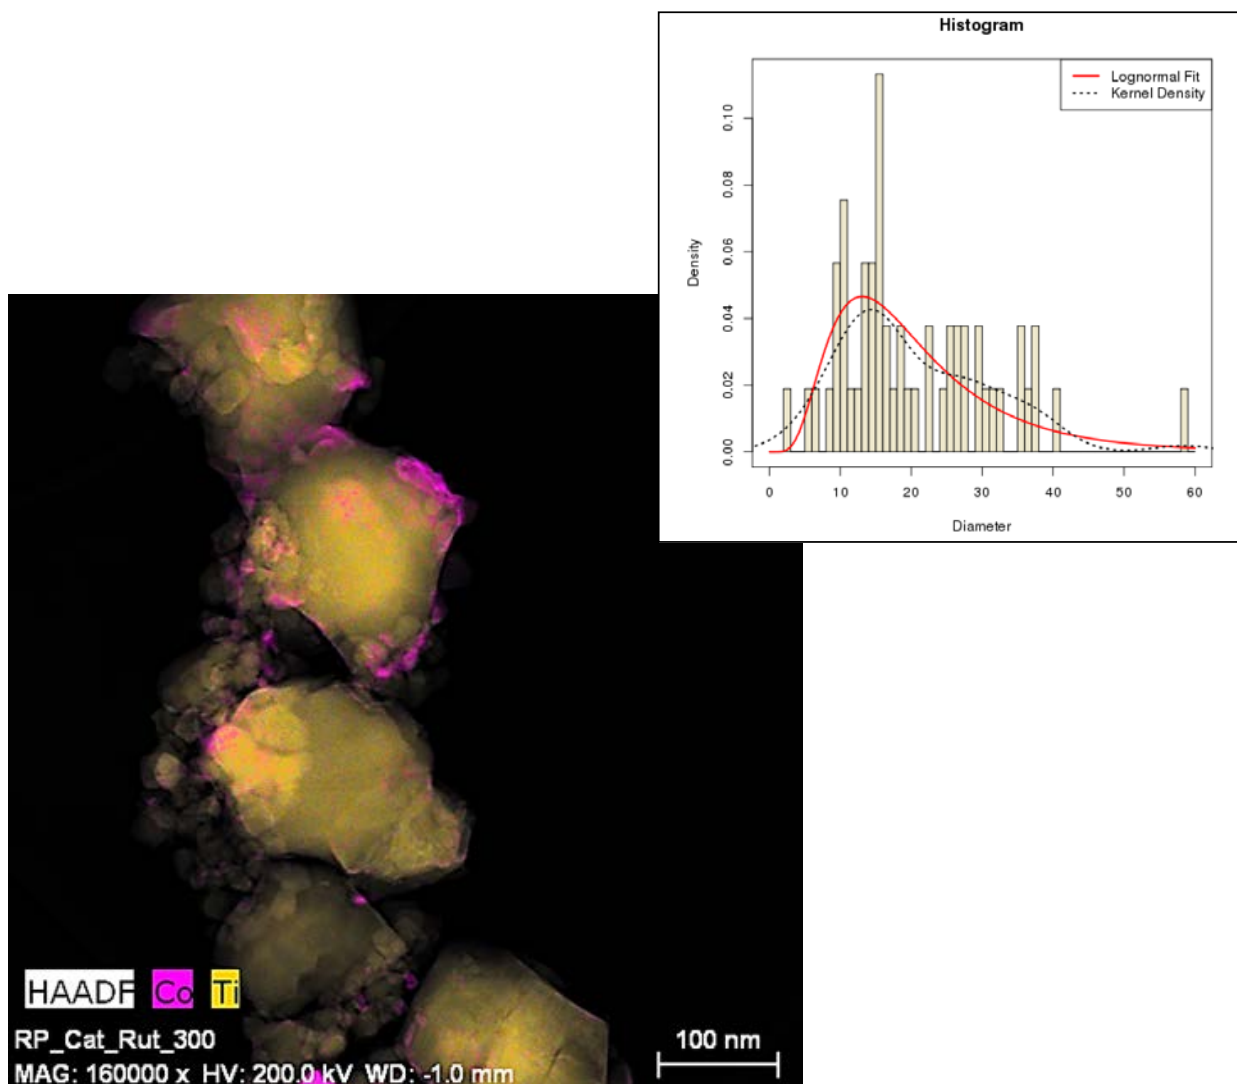 Histogram
Lognormal Fit
Kernel Density
0.10
0.08
0.06
0.04
0.02
0.00
Density
0 10 20 30 40 50 60
Diameter
HAADF Co Ti
RP_Cat_Rut_300
100 nm
MAG: 160000 x HV: 200.0 kV WD: -1.0 mm